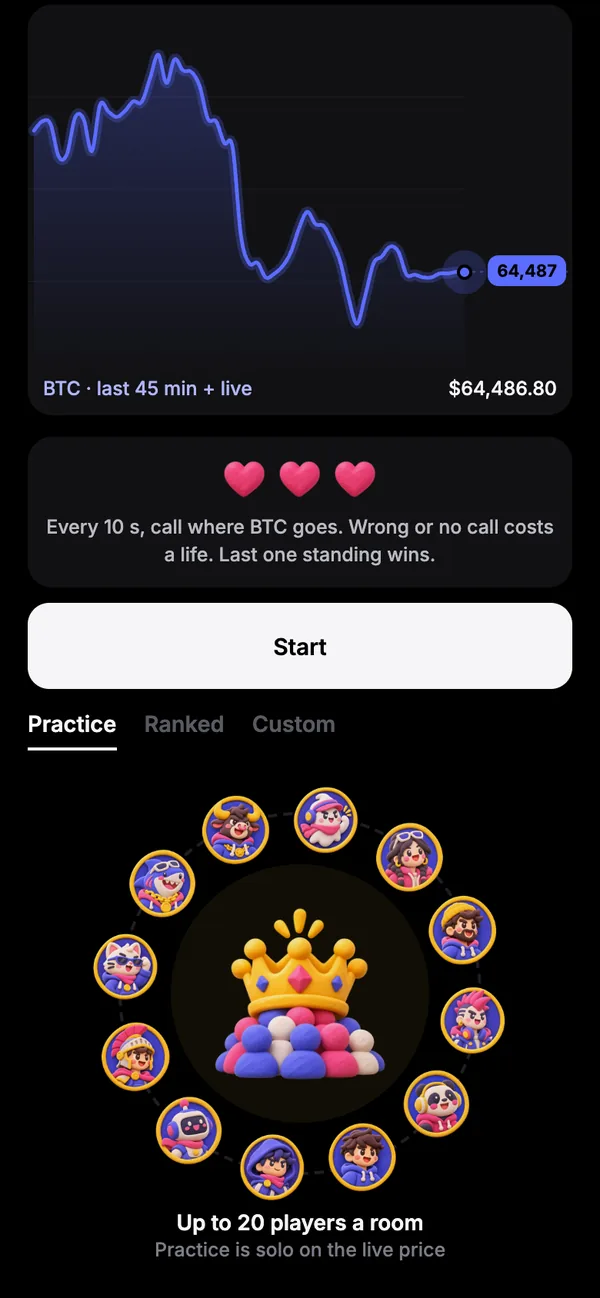 64,487
BTC · last 45 min + live
$64,486.80
Every 10 s, call where BTC goes. Wrong or no call costs
a life. Last one standing wins.
Start
Practice Ranked Custom
Up to 20 players a room
Practice is solo on the live price